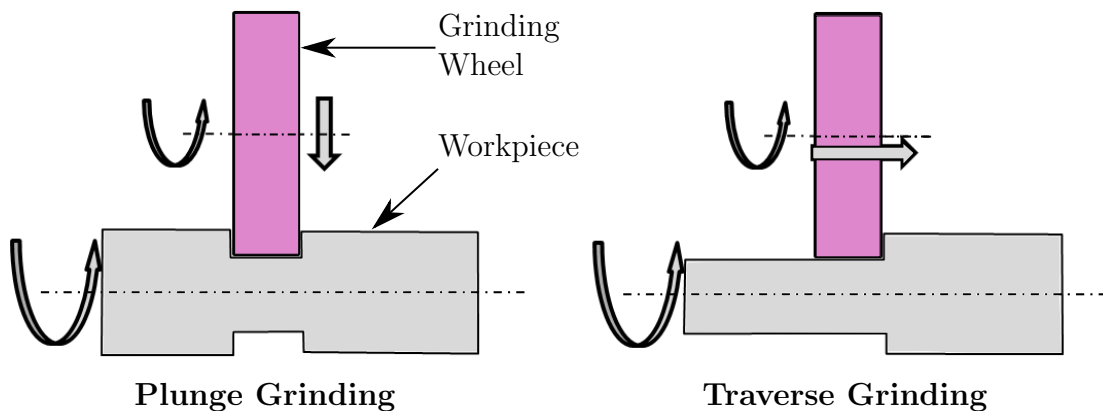 Grinding
Wheel
Workpiece
Plunge Grinding
Traverse Grinding